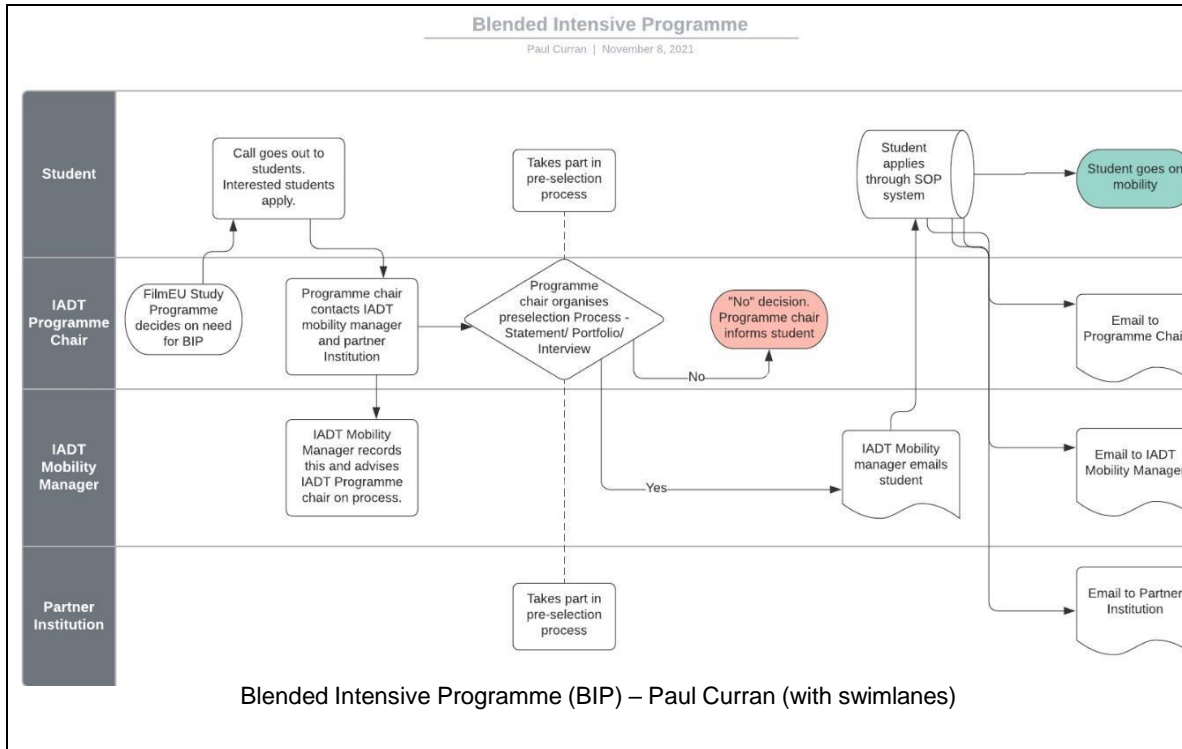 Blended Intensive Programme
Paul Curran | November 8, 2021
Student
Call goes out to
students.
Interested students
apply.
Takes part in
pre-selection
process
Student
applies
through SOP
system
Student goes on
mobility
IADT
Programme
Chair
FilmEU Study
Programme
decides on need
for BIP
Programme chair
contacts IADT
mobility manager
and partner
Institution
Programme
chair organises
preselection Process -
Statement/ Portfolio/
Interview
"No" decision.
Programme chair
informs student
No
Email to
Programme Chair
IADT
Mobility
Manager
IADT Mobility
Manager records
this and advises
IADT Programme
chair on process.
Yes
IADT Mobility
manager emails
student
Email to IADT
Mobility Manager
Partner
Institution
Takes part in
pre-selection
process
Email to Partner
Institution
Blended Intensive Programme (BIP) – Paul Curran (with swimlanes)